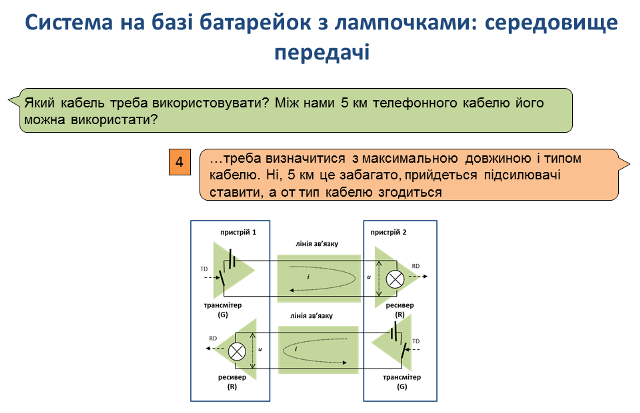 Система на базі батарейок з лампочками: середовище
передачі
Який кабель треба використовувати? Між нами 5 км телефонного кабелю його
можна використати?
4
…треба визначитися з максимальною довжиною і типом
кабелю. Ні, 5 км це забагато, прийдеться підсилювачі
ставити, а от тип кабелю згодиться
пристрій 1
пристрій 2
лінія зв'язку
TD
i
u
RD
трансмітер
(G)
ресивер
(R)
лінія зв'язку
RD
u
i
TD
ресивер
(R)
трансмітер
(G)